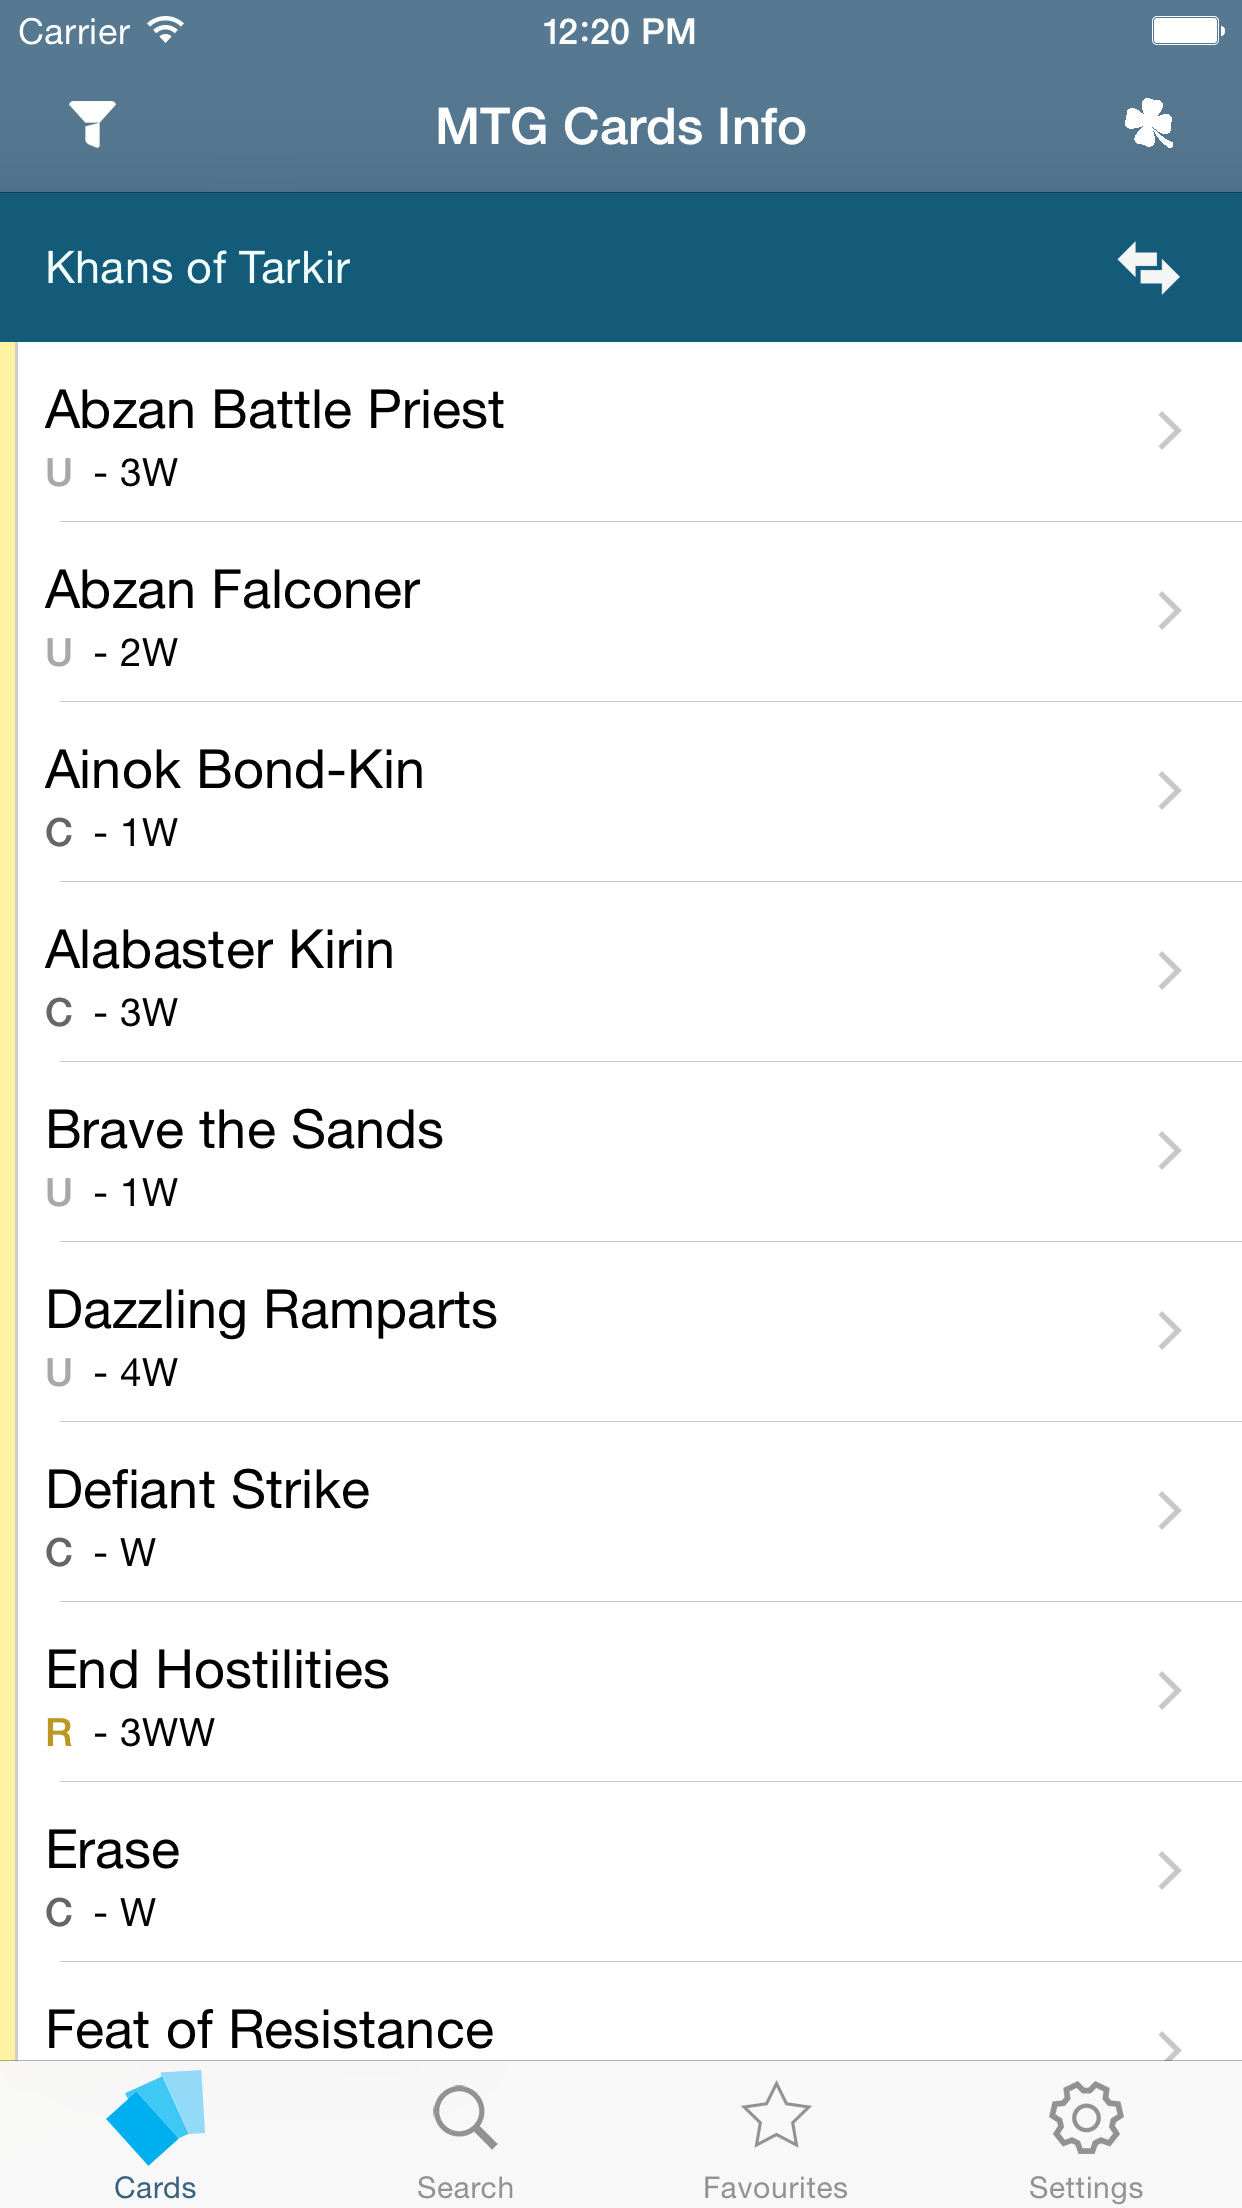 Carrier 12:20 PM
MTG Cards Info
Khans of Tarkir
Abzan Battle Priest
U - 3W
Abzan Falconer
U - 2W
Ainok Bond-Kin
C - 1W
Alabaster Kirin
C - 3W
Brave the Sands
U - 1W
Dazzling Ramparts
U - 4W
Defiant Strike
C - W
End Hostilities
R - 3WW
Erase
C - W
Feat of Resistance
Cards Search Favourites Settings